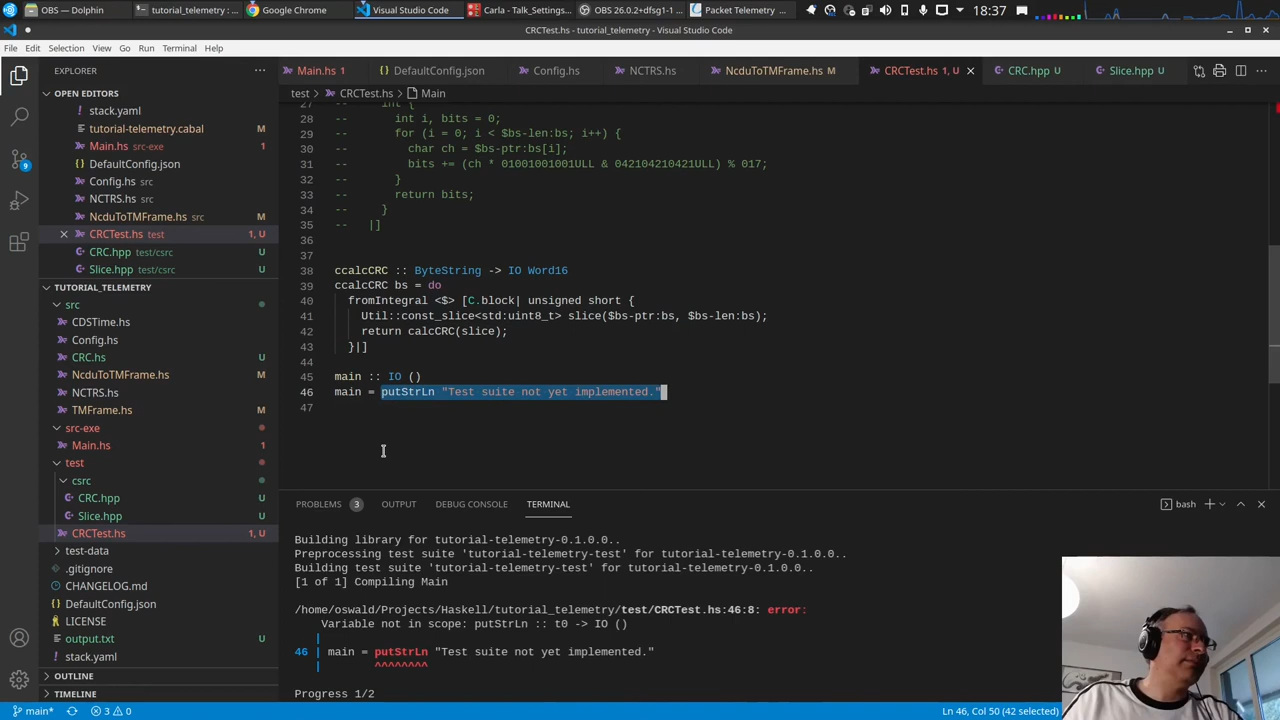 OBS — Dolphin
tutorial_telemetry : ...
Google Chrome
Visual Studio Code
Carla - Talk_Settings...
OBS 26.0.2+dfsg1-1 ...
Packet Telemetry ...
18:37
CRCTest.hs - tutorial_telemetry - Visual Studio Code
File Edit Selection View Go Run Terminal Help
EXPLORER
Main.hs 1
DefaultConfig.json
Config.hs
NCTRS.hs
NcduToTMFrame.hs M
CRCTest.hs 1, U
CRC.hpp U
Slice.hpp U
OPEN EDITORS
test > CRCTest.hs > Main
stack.yaml
tutorial-telemetry.cabal M
Main.hs src-exe 1
DefaultConfig.json
Config.hs src
NCTRS.hs src
NcduToTMFrame.hs src M
CRCTest.hs test 1, U
CRC.hpp test/csrc U
Slice.hpp test/csrc U
TUTORIAL_TELEMETRY
src
CDSTime.hs
Config.hs
CRC.hs U
NcduToTMFrame.hs M
NCTRS.hs
TMFrame.hs M
src-exe
Main.hs 1
test
csrc
CRC.hpp U
Slice.hpp U
CRCTest.hs 1, U
test-data
.gitignore
CHANGELOG.md
DefaultConfig.json
LICENSE
output.txt U
stack.yaml
OUTLINE
TIMELINE
27 -- int {
28 -- int i, bits = 0;
29 -- for (i = 0; i < $bs-len:bs; i++) {
30 -- char ch = $bs-ptr:bs[i];
31 -- bits += (ch * 01001001001ULL & 042104210421ULL) % 017;
32 -- }
33 -- return bits;
34 -- }
35 -- |]
36
37
38 ccalcCRC :: ByteString -> IO Word16
39 ccalcCRC bs = do
40 fromIntegral <$> [C.block| unsigned short {
41 Util::const_slice<std:uint8_t> slice($bs-ptr:bs, $bs-len:bs);
42 return calcCRC(slice);
43 }|]
44
45 main :: IO ()
46 main = putStrLn "Test suite not yet implemented."
47
PROBLEMS 3 OUTPUT DEBUG CONSOLE TERMINAL
bash
Building library for tutorial-telemetry-0.1.0.0..
Preprocessing test suite 'tutorial-telemetry-test' for tutorial-telemetry-0.1.0.0..
Building test suite 'tutorial-telemetry-test' for tutorial-telemetry-0.1.0.0..
[1 of 1] Compiling Main
/home/oswald/Projects/Haskell/tutorial_telemetry/test/CRCTest.hs:46:8: error:
Variable not in scope: putStrLn :: t0 -> IO ()
|
46 | main = putStrLn "Test suite not yet implemented."
| ^^^^^^^^
Progress 1/2
main* 3 0
Ln 46, Col 50 (42 selected)